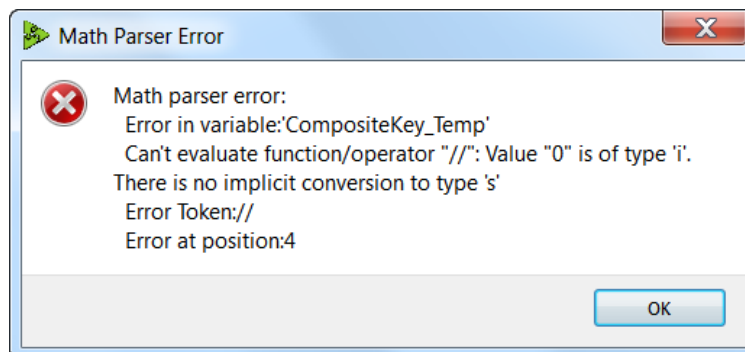 Math Parser Error
Math parser error:
Error in variable:'CompositeKey_Temp'
Can't evaluate function/operator "//": Value "0" is of type 'i'.
There is no implicit conversion to type 's'
Error Token://
Error at position:4
OK